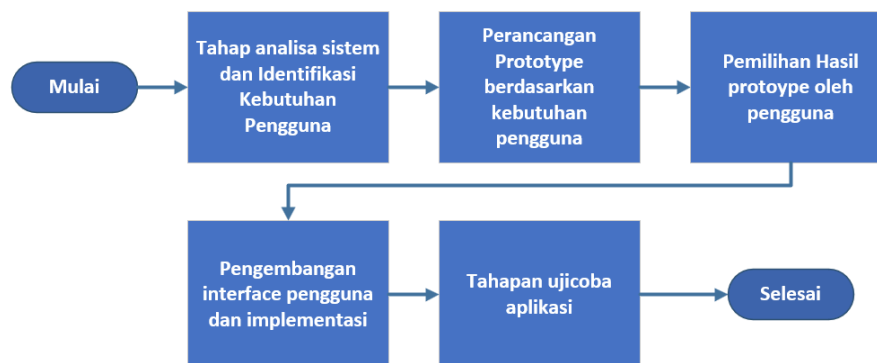 Mulai
Tahap analisa sistem
dan Identifikasi
Kebutuhan
Pengguna
Perancangan
Prototype
berdasarkan
kebutuhan
pengguna
Pemilihan Hasil
protoype oleh
pengguna
Pengembangan
interface pengguna
dan implementasi
Tahapan ujicoba
aplikasi
Selesai